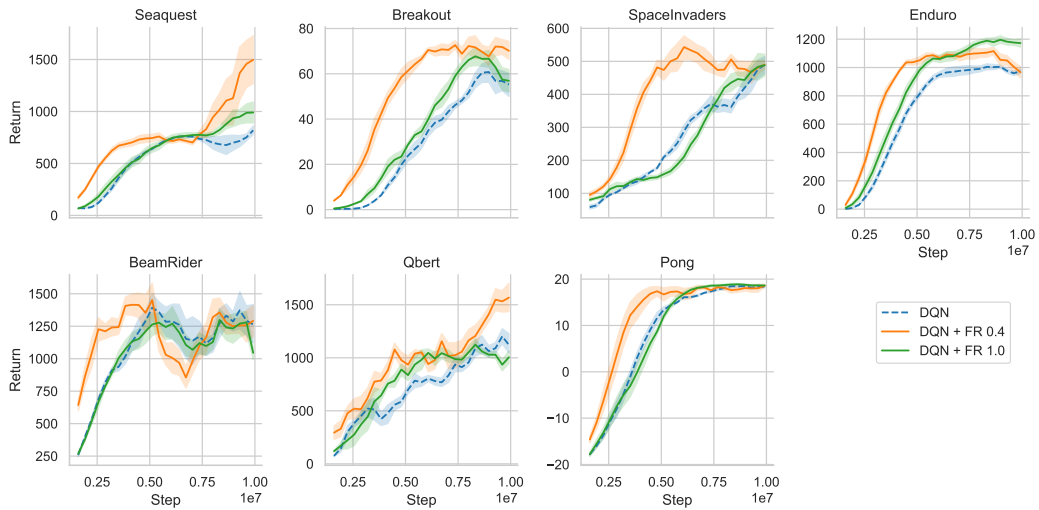 Seaquest
Breakout
SpaceInvaders
Enduro
Return
1500
1000
500
0
80
60
40
20
0
600
500
400
300
200
100
1200
1000
800
600
400
200
0
0.25 0.50 0.75 1.00
1e7
Step
BeamRider
Qbert
Pong
Return
1500
1250
1000
750
500
250
1500
1000
500
0
20
10
0
−10
−20
0.25 0.50 0.75 1.00
1e7
Step
0.25 0.50 0.75 1.00
1e7
Step
0.25 0.50 0.75 1.00
1e7
Step
DQN
DQN + FR 0.4
DQN + FR 1.0